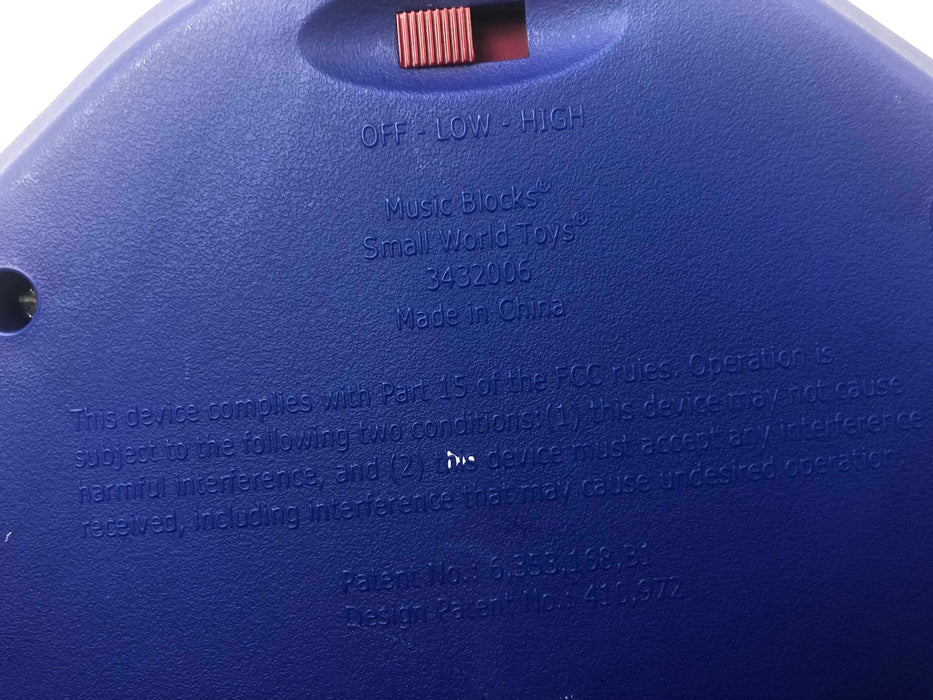 OFF - LOW - HIGH
Music Blocks®
Small World Toys®
3432006
Made in China
This device complies with Part 15 of the FCC rules. Operation is
subject to the following two conditions:(1) this device may not cause
harmful interference, and (2) this device must accept any interference
received, including interference that may cause undesired operation
Patent No.: 6,353,168,B1
Design Patent No.: 410,972